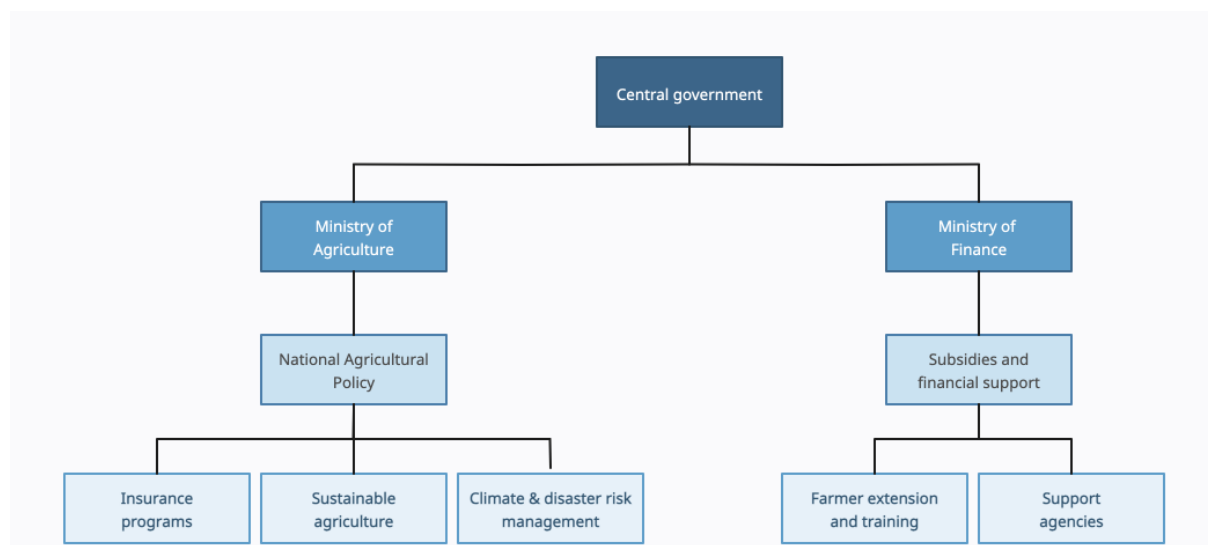 Central government
Ministry of
Agriculture
Ministry of
Finance
National Agricultural
Policy
Subsidies and
financial support
Insurance
programs
Sustainable
agriculture
Climate & disaster risk
management
Farmer extension
and training
Support
agencies